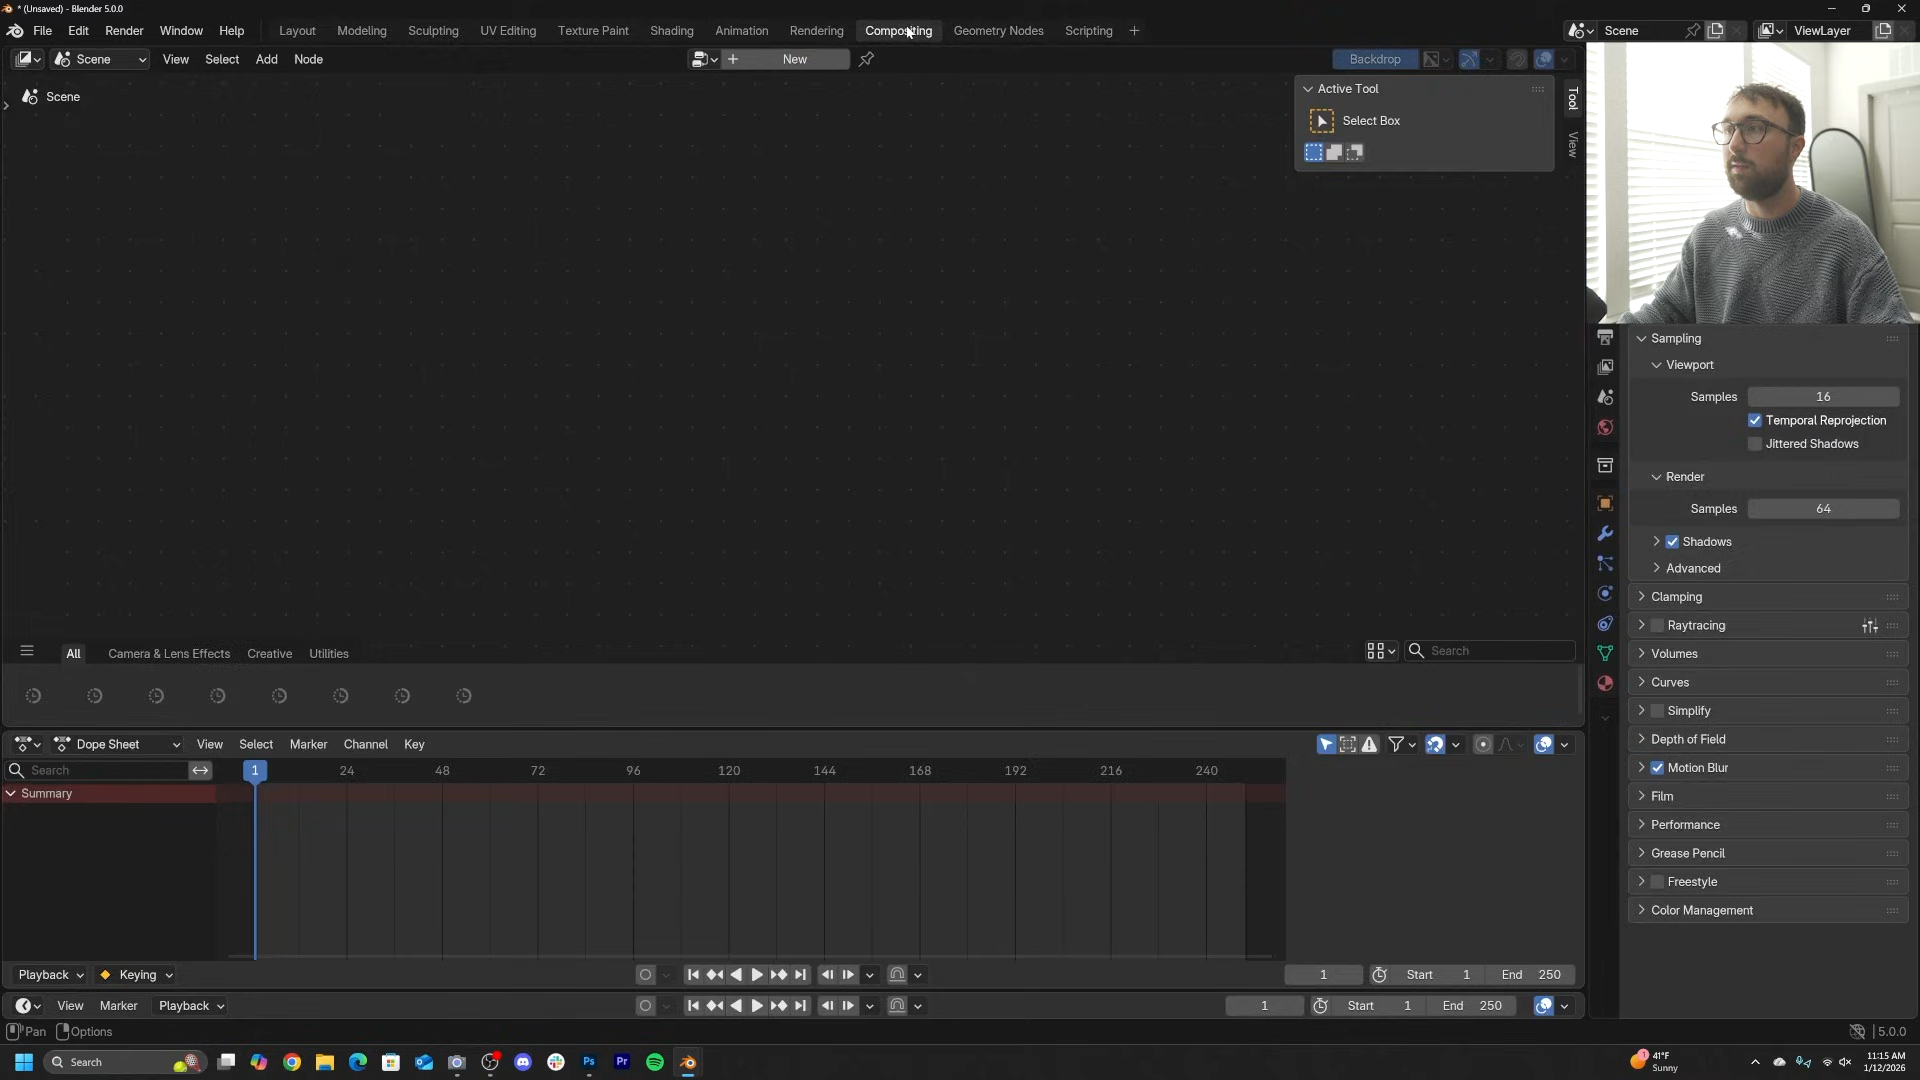 * (Unsaved) - Blender 5.0.0
File Edit Render Window Help Layout Modeling Sculpting UV Editing Texture Paint Shading Animation Rendering Compositing Geometry Nodes Scripting + Scene ViewLayer
Scene View Select Add Node + New Backdrop
Scene
Active Tool
Select Box
Tool
View
Sampling
Viewport
Samples 16
Temporal Reprojection
Jittered Shadows
Render
Samples 64
Shadows
Advanced
Clamping
Raytracing
Volumes
Curves
Simplify
Depth of Field
Motion Blur
Film
Performance
Grease Pencil
Freestyle
Color Management
All Camera & Lens Effects Creative Utilities Search
Dope Sheet View Select Marker Channel Key
Search 1 24 48 72 96 120 144 168 192 216 240
Summary
Playback Keying 1 Start 1 End 250
View Marker Playback 1 Start 1 End 250
Pan Options 5.0.0
Search Ps Pr 1 41°F 11:15 AM
Sunny 1/12/2026